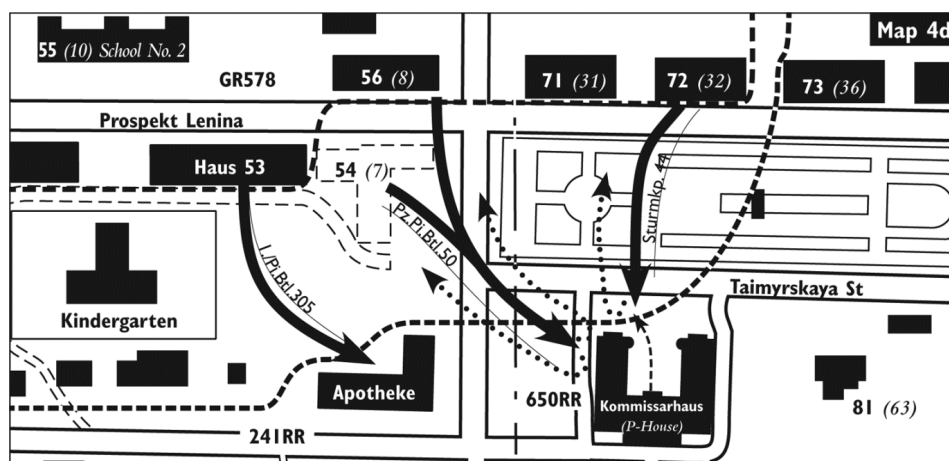 Map 4d
55 (10) School No. 2
GR578
56 (8)
71 (31)
72 (32)
73 (36)
Prospekt Lenina
Haus 53
54 (7)
Sturmkp. 44
Pz.Pi.Btl.50
I./Pi.Btl.305
Taimyrskaya St
Kindergarten
Apotheke
650RR
Kommissarhaus
(P-House)
81 (63)
241RR